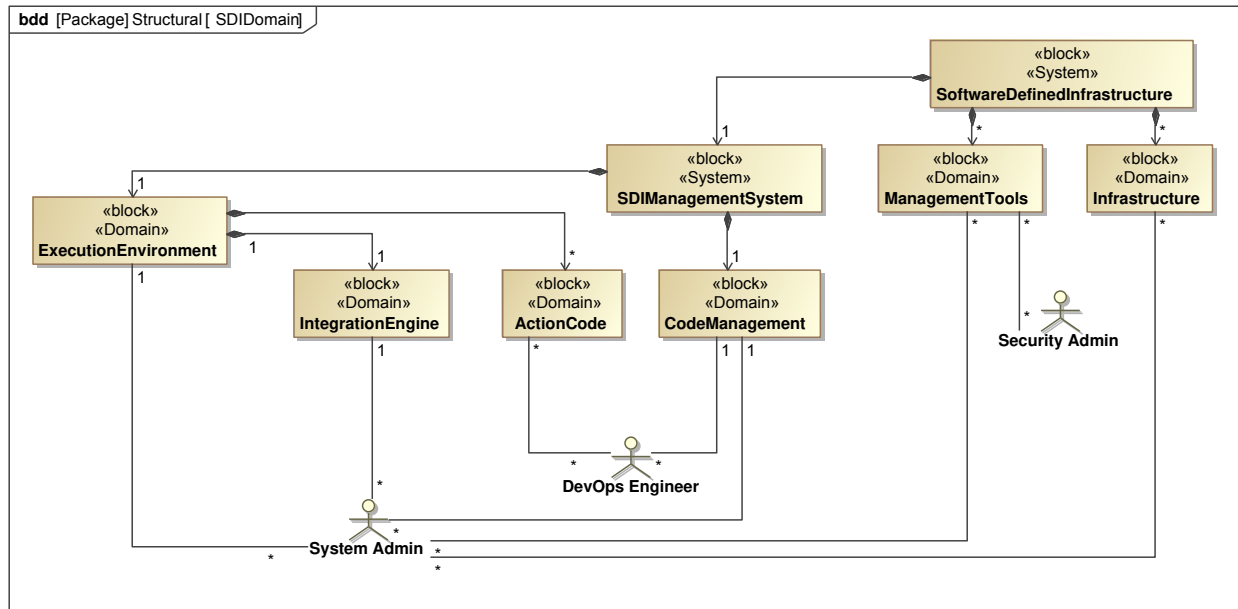 bdd [Package] Structural [ SDIDomain]
«block»
«System»
SoftwareDefinedInfrastructure
1
*
*
«block»
«System»
SDIManagementSystem
«block»
«Domain»
ManagementTools
«block»
«Domain»
Infrastructure
1
«block»
«Domain»
ExecutionEnvironment
*
*
*
1
1
1
*
1
«block»
«Domain»
IntegrationEngine
«block»
«Domain»
ActionCode
«block»
«Domain»
CodeManagement
*
Security Admin
1
*
1
1
*
*
DevOps Engineer
*
*
System Admin
*
*
*